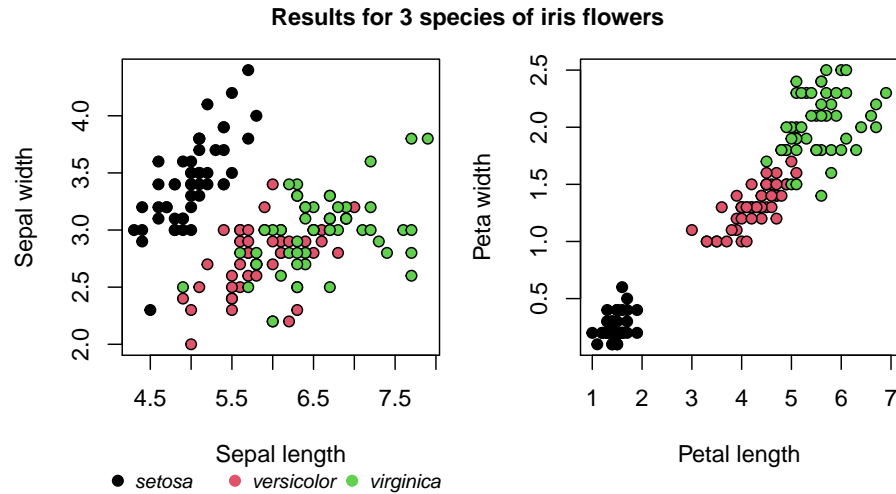 Results for 3 species of iris flowers
Sepal width
2.0 2.5 3.0 3.5 4.0
4.5 5.5 6.5 7.5
Sepal length
Peta width
0.5 1.0 1.5 2.0 2.5
1 2 3 4 5 6 7
Petal length
setosa versicolor virginica